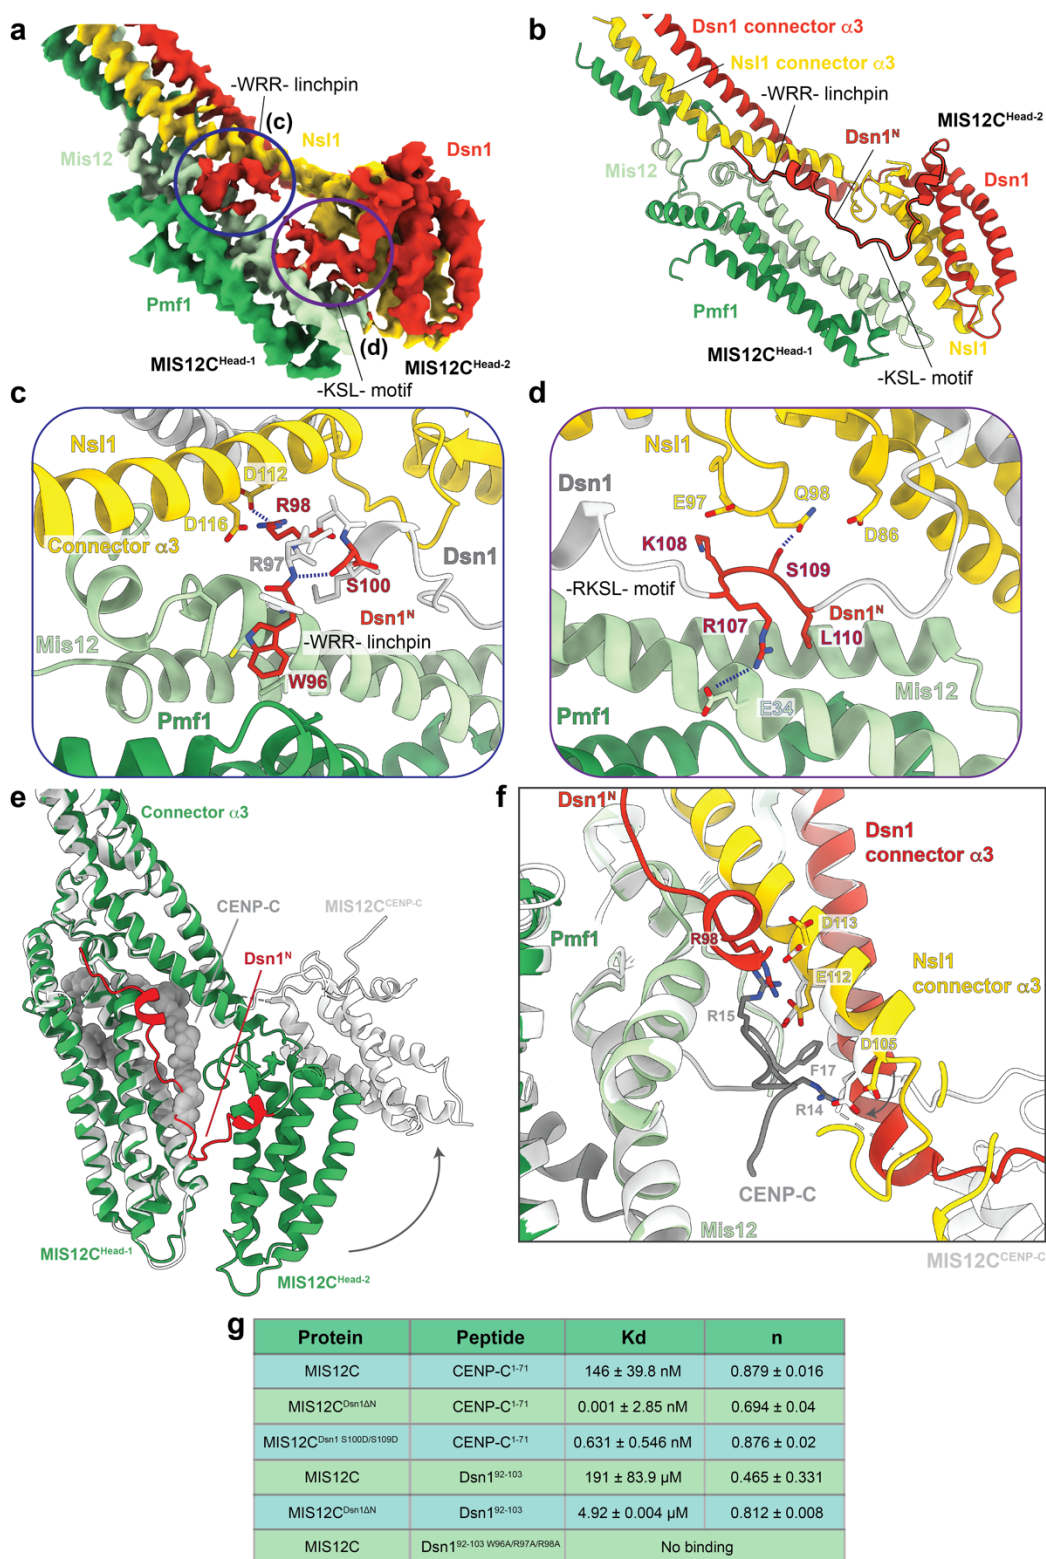 a
-WRR- linchpin
(c)
Nsl1
Mis12
Dsn1
Pmf1
(d)
MIS12C^Head-1
MIS12C^Head-2
-KSL- motif
b
Dsn1 connector α3
Nsl1 connector α3
-WRR- linchpin
MIS12C^Head-2
Dsn1^N
Mis12
Dsn1
Pmf1
Nsl1
MIS12C^Head-1
-KSL- motif
c
Nsl1
D112
R98
D116
Connector α3
R97
Dsn1
S100
Dsn1^N
Mis12
-WRR- linchpin
W96
Pmf1
d
Nsl1
Dsn1
E97
Q98
D86
K108
S109
-RKSL- motif
Dsn1^N
R107
L110
Mis12
E34
Pmf1
e
Connector α3
CENP-C
MIS12C^CENP-C
Dsn1^N
MIS12C^Head-1
MIS12C^Head-2
f
Dsn1^N
Dsn1
connector α3
Pmf1
R98
D113
E112
Nsl1
connector α3
R15
D105
F17
R14
CENP-C
Mis12
MIS12C^CENP-C
g
Protein Peptide Kd n
MIS12C CENP-C^1-71 146 ± 39.8 nM 0.879 ± 0.016
MIS12C^Dsn1ΔN CENP-C^1-71 0.001 ± 2.85 nM 0.694 ± 0.04
MIS12C^Dsn1 S100D/S109D CENP-C^1-71 0.631 ± 0.546 nM 0.876 ± 0.02
MIS12C Dsn1^92-103 191 ± 83.9 µM 0.465 ± 0.331
MIS12C^Dsn1ΔN Dsn1^92-103 4.92 ± 0.004 µM 0.812 ± 0.008
MIS12C Dsn1^92-103 W96A/R97A/R98A No binding